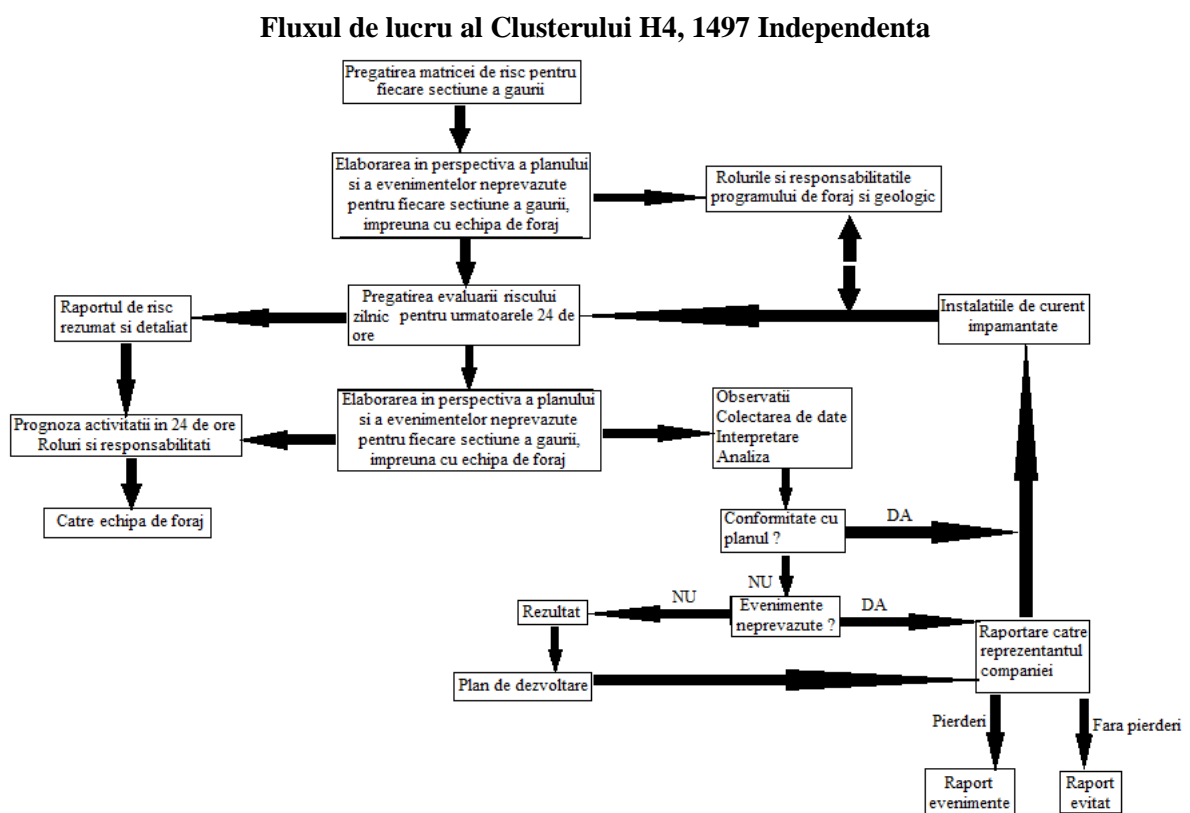 Fluxul de lucru al Clusterului H4, 1497 Independenta
Pregatirea matricei de risc pentru
fiecare sectiune a gaurii
Elaborarea in perspectiva a planului
si a evenimentelor neprevazute
pentru fiecare sectiune a gaurii,
impreuna cu echipa de foraj
Rolurile si responsabilitatile
programului de foraj si geologic
Raportul de risc
rezumat si detaliat
Pregatirea evaluarii riscului
zilnic pentru urmatoarele 24 de
ore
Instalatiile de curent
impamantate
Prognoza activitatii in 24 de ore
Roluri si responsabilitati
Elaborarea in perspectiva a planului
si a evenimentelor neprevazute
pentru fiecare sectiune a gaurii,
impreuna cu echipa de foraj
Observatii
Colectarea de date
Interpretare
Analiza
Catre echipa de foraj
Conformitate cu
planul ?
DA
NU
Rezultat
NU
Evenimente
neprevazute ?
DA
Raportare catre
reprezentantul
companiei
Plan de dezvoltare
Pierderi
Fara pierderi
Raport
evenimente
Raport
evitat